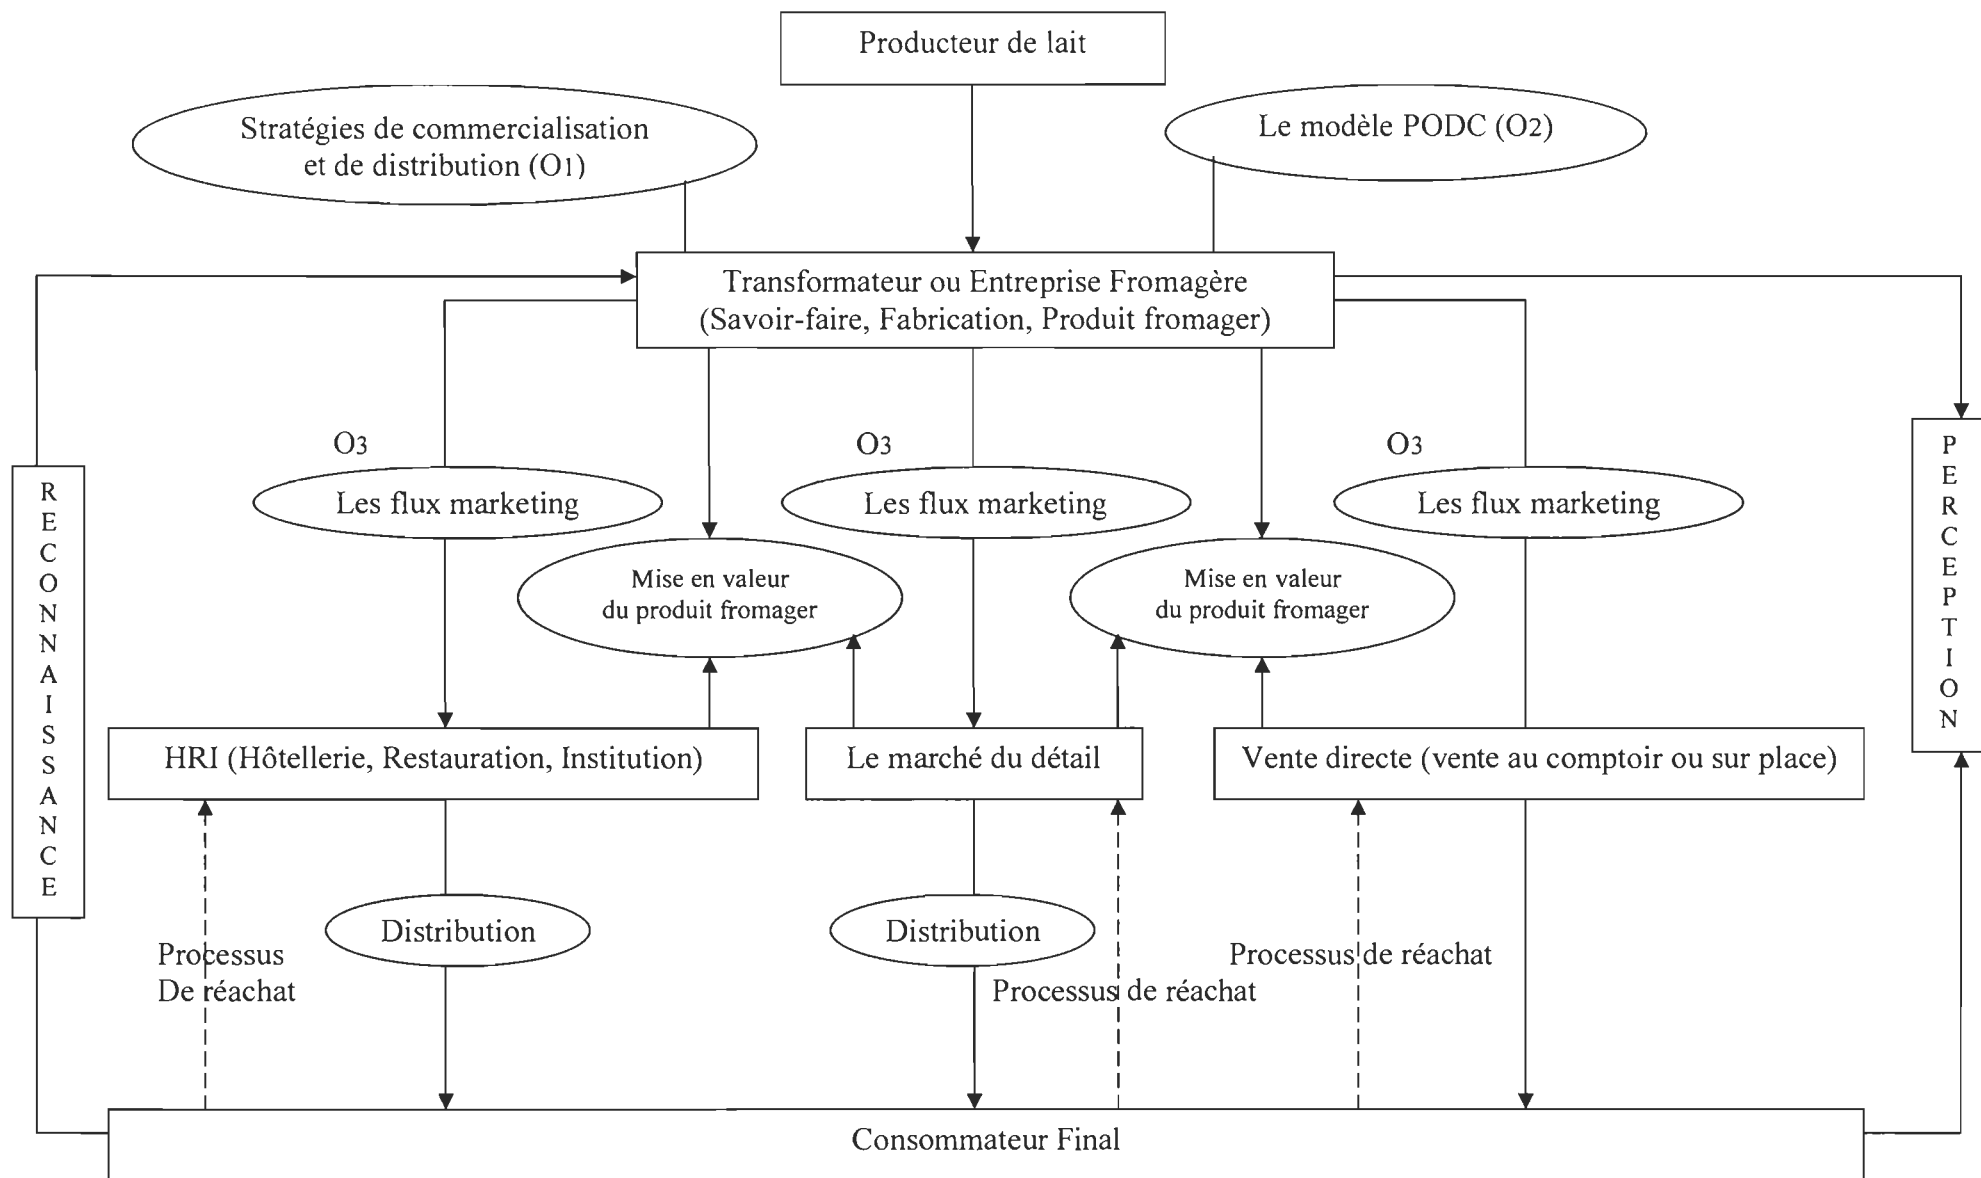 Producteur de lait
Stratégies de commercialisation
et de distribution (O1)
Le modèle PODC (O2)
Transformateur ou Entreprise Fromagère
(Savoir-faire, Fabrication, Produit fromager)
O3
O3
O3
Les flux marketing
Les flux marketing
Les flux marketing
RECONNAISSANCE
PERCEPTION
Mise en valeur
du produit fromager
Mise en valeur
du produit fromager
HRI (Hôtellerie, Restauration, Institution)
Le marché du détail
Vente directe (vente au comptoir ou sur place)
Distribution
Distribution
Processus
De réachat
Processus de réachat
Processus de réachat
Consommateur Final